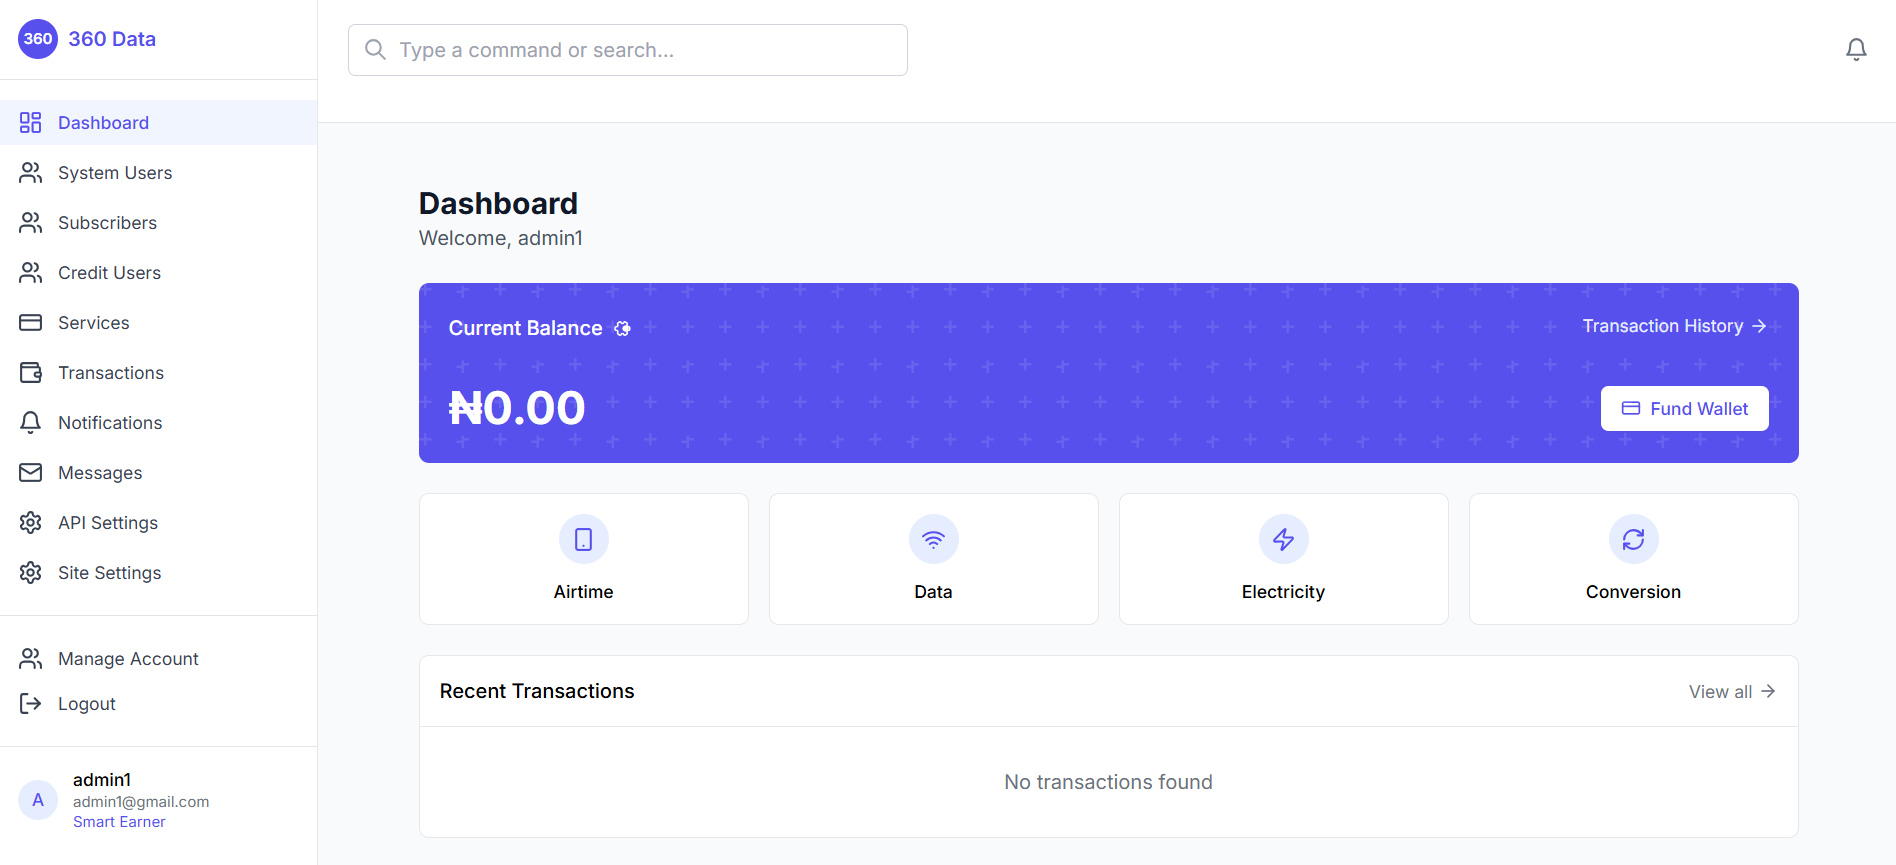 360 360 Data
Type a command or search...
Dashboard
System Users
Subscribers
Credit Users
Services
Transactions
Notifications
Messages
API Settings
Site Settings
Manage Account
Logout
A
admin1
admin1@gmail.com
Smart Earner
Dashboard
Welcome, admin1
Current Balance
Transaction History
₦0.00
Fund Wallet
Airtime
Data
Electricity
Conversion
Recent Transactions
View all
No transactions found